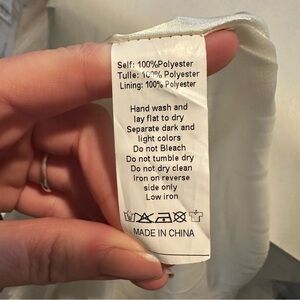 Self: 100%Polyester
Tulle: 100% Polyester
Lining: 100% Polyester
Hand wash and
lay flat to dry
Separate dark and
light colors
Do not Bleach
Do not tumble dry
Do not dry clean
Iron on reverse
side only
Low iron
MADE IN CHINA